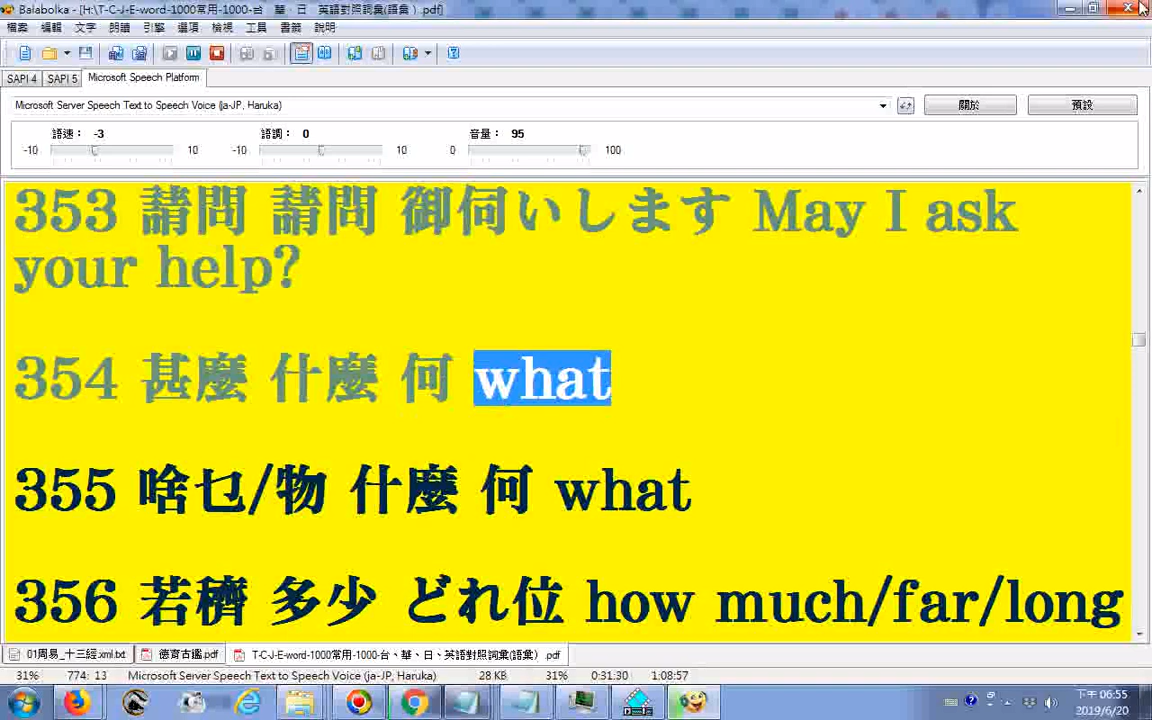 Balabolka - [H:\T-C-J-E-word-1000常用-1000-台、華、日、英語對照詞彙(語彙）.pdf]
檔案 編輯 文字 朗讀 引擎 選項 檢視 工具 書籤 說明
SAPI 4 SAPI 5 Microsoft Speech Platform
Microsoft Server Speech Text to Speech Voice (ja-JP, Haruka) 關於 預設
語速： -3 語調： 0 音量： 95
-10 10 -10 10 0 100
353 請問 請問 御伺いします May I ask
your help?
354 甚麼 什麼 何 what
355 啥乜/物 什麼 何 what
356 若穧 多少 どれ位 how much/far/long
01周易_十三經.xml.txt 德育古鑑.pdf T-C-J-E-word-1000常用-1000-台、華、日、英語對照詞彙(語彙）.pdf
31% 774: 13 Microsoft Server Speech Text to Speech Voice (ja-JP, Haruka) 28 KB 31% 0:31:30 1:08:57
下午 06:55
2019/6/20